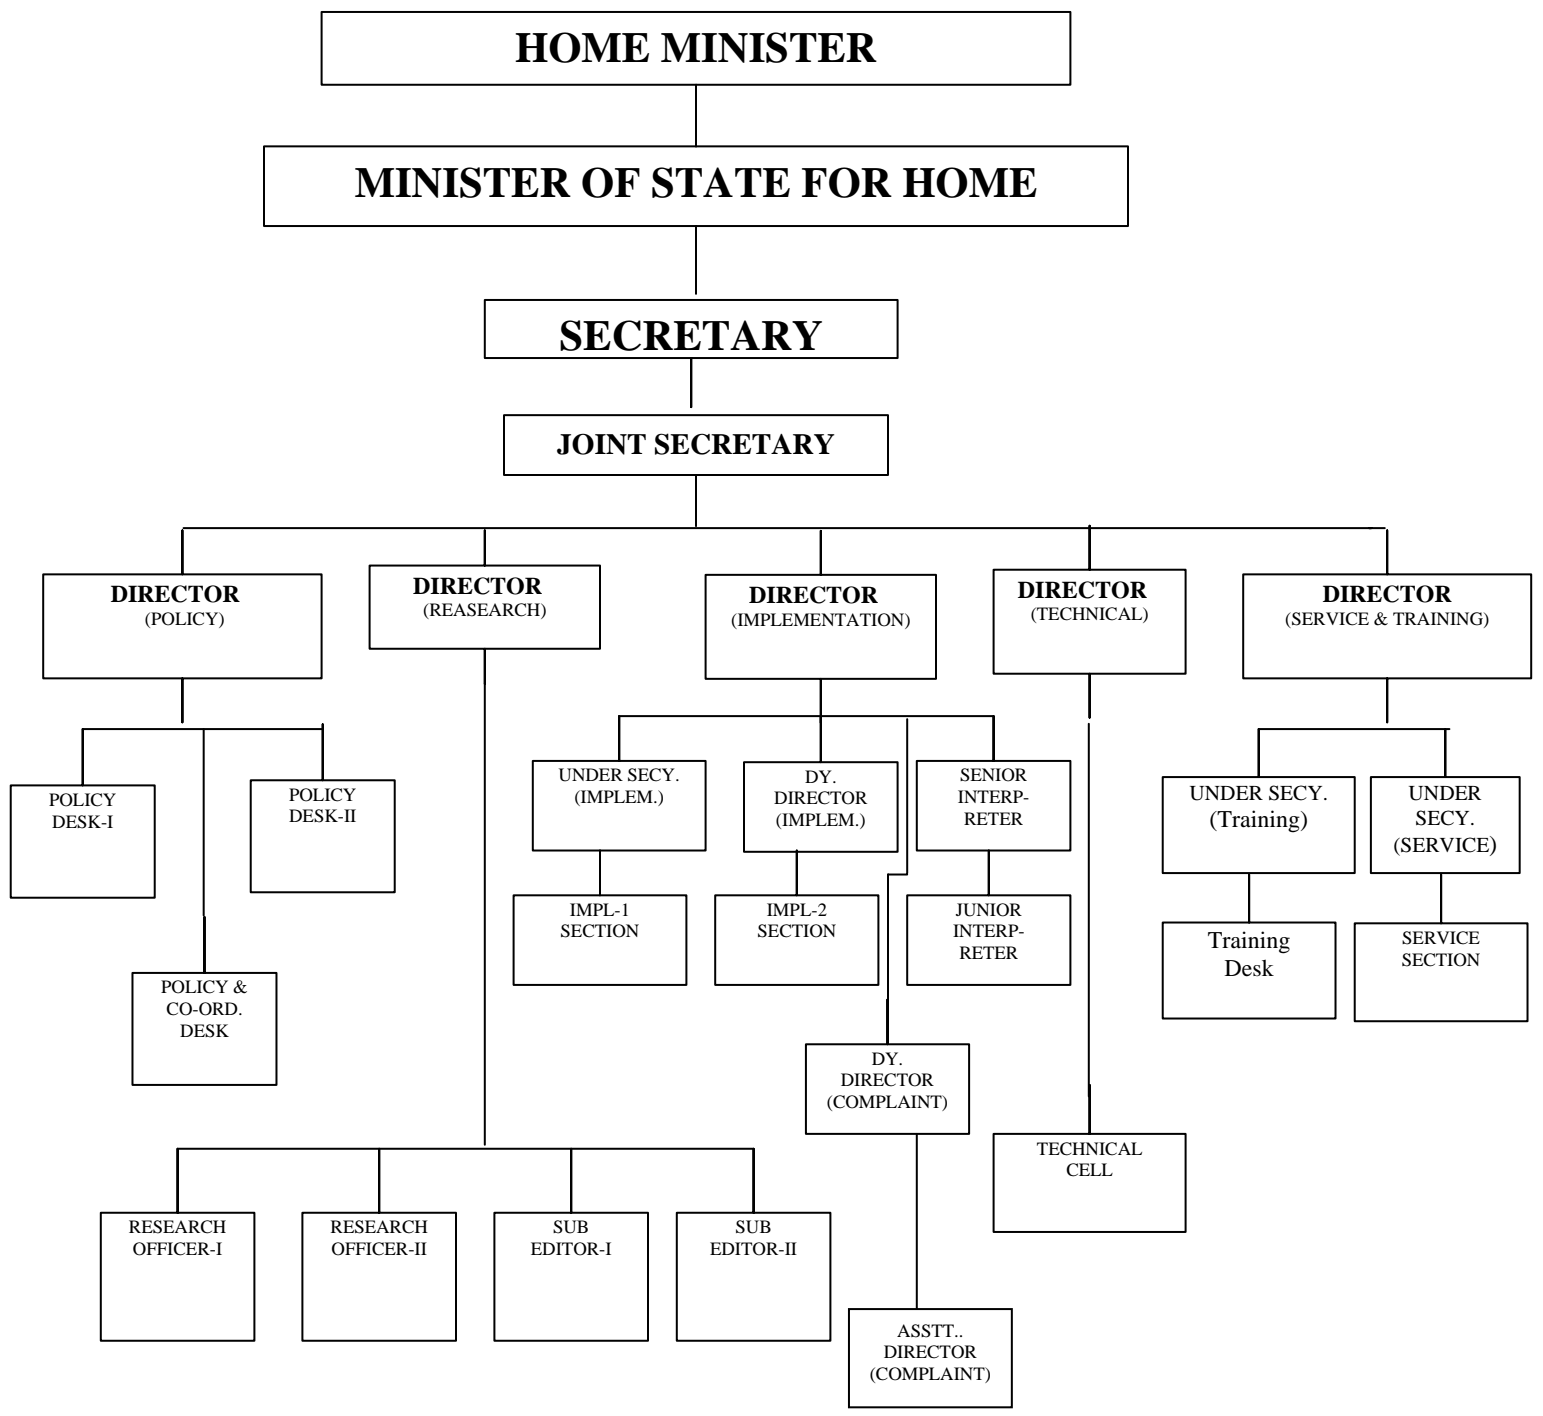 HOME MINISTER
MINISTER OF STATE FOR HOME
SECRETARY
JOINT SECRETARY
DIRECTOR
(POLICY)
DIRECTOR
(REASEARCH)
DIRECTOR
(IMPLEMENTATION)
DIRECTOR
(TECHNICAL)
DIRECTOR
(SERVICE & TRAINING)
POLICY
DESK-I
POLICY
DESK-II
UNDER SECY.
(IMPLEM.)
DY.
DIRECTOR
(IMPLEM.)
SENIOR
INTERP-
RETER
UNDER SECY.
(Training)
UNDER
SECY.
(SERVICE)
IMPL-1
SECTION
IMPL-2
SECTION
JUNIOR
INTERP-
RETER
Training
Desk
SERVICE
SECTION
POLICY &
CO-ORD.
DESK
DY.
DIRECTOR
(COMPLAINT)
TECHNICAL
CELL
RESEARCH
OFFICER-I
RESEARCH
OFFICER-II
SUB
EDITOR-I
SUB
EDITOR-II
ASSTT..
DIRECTOR
(COMPLAINT)